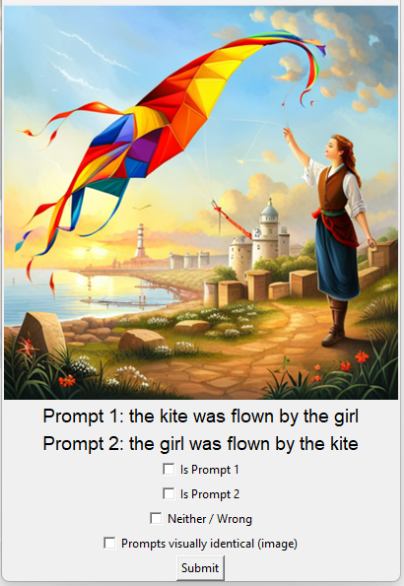 Prompt 1: the kite was flown by the girl
Prompt 2: the girl was flown by the kite
Is Prompt 1
Is Prompt 2
Neither / Wrong
Prompts visually identical (image)
Submit